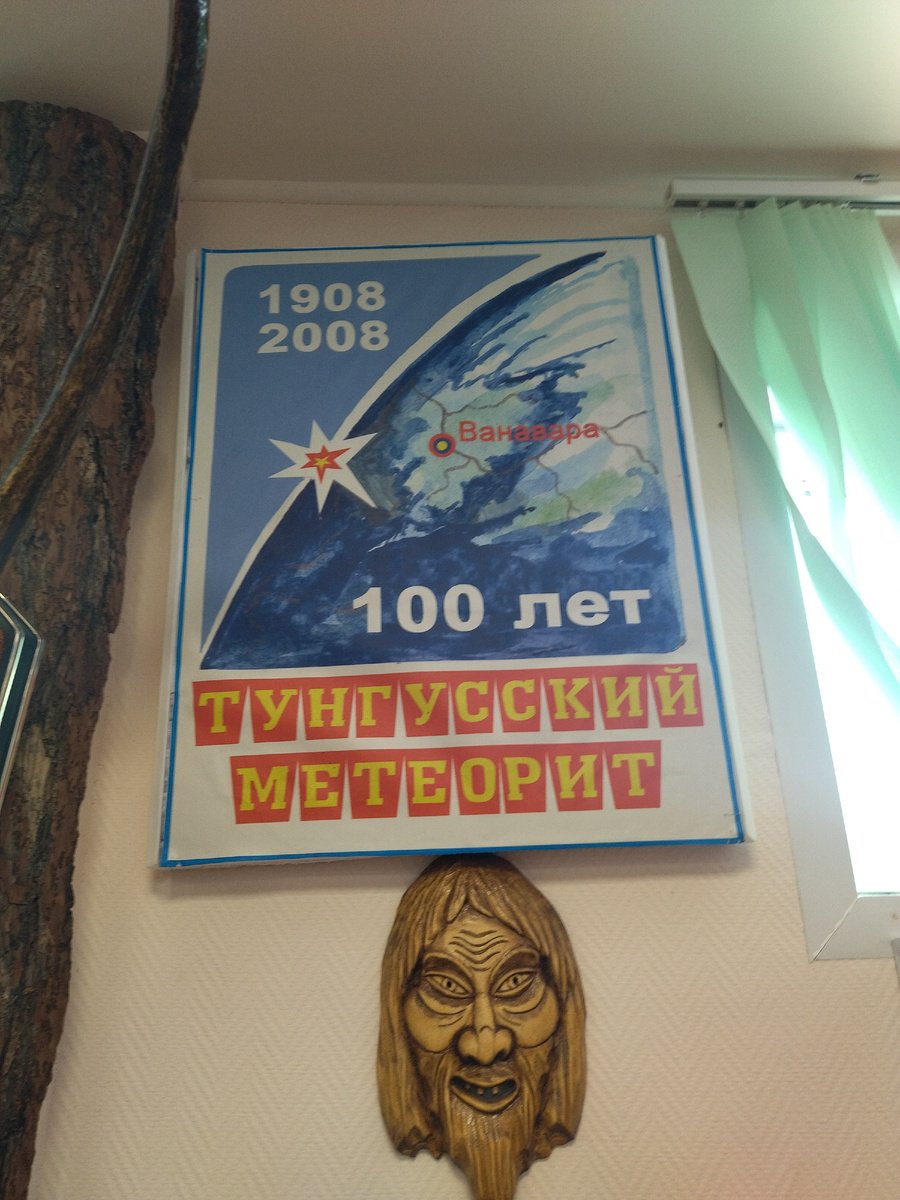 1908
2008
Ванавара
100 лет
ТУНГУССКИЙ
МЕТЕОРИТ